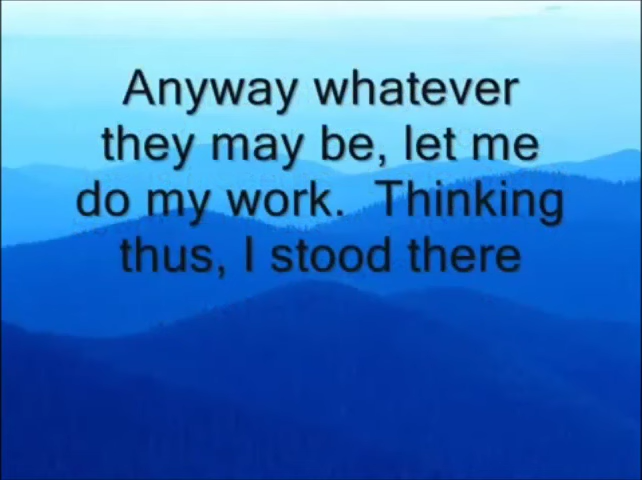 Anyway whatever
they may be, let me
do my work.  Thinking
thus, I stood there